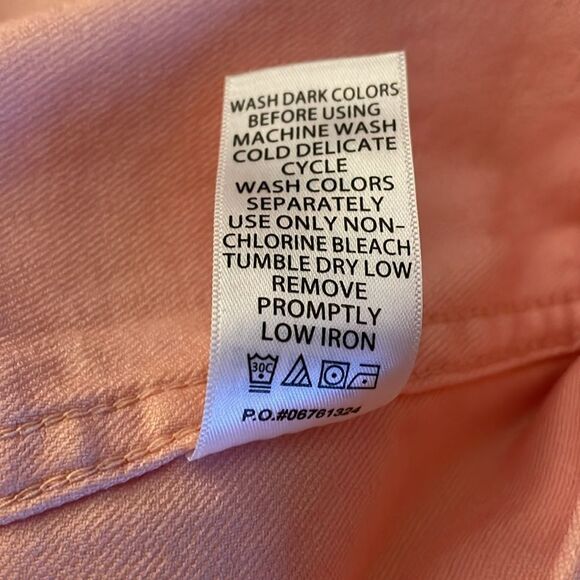 WASH DARK COLORS
BEFORE USING
MACHINE WASH
COLD DELICATE
CYCLE
WASH COLORS
SEPARATELY
USE ONLY NON-
CHLORINE BLEACH
TUMBLE DRY LOW
REMOVE
PROMPTLY
LOW IRON
30C
P.O.#06761324